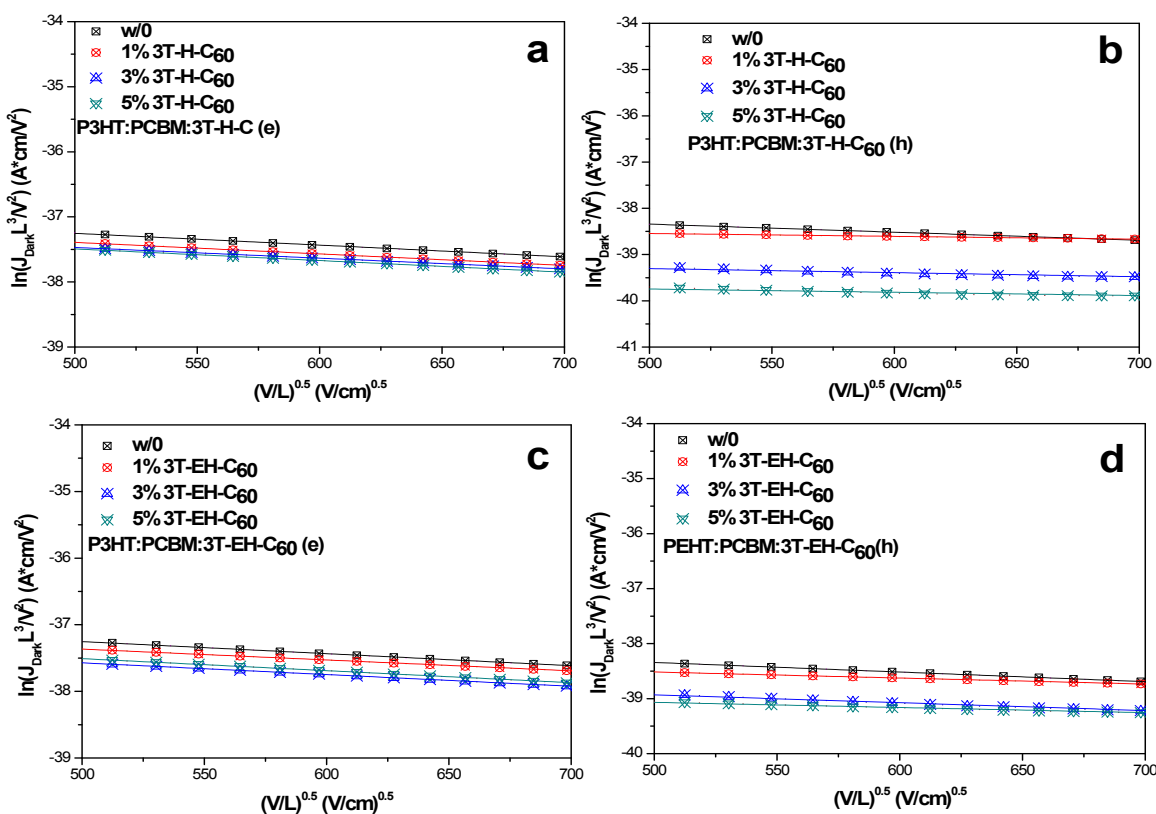 a
w/0
1% 3T-H-C60
3% 3T-H-C60
5% 3T-H-C60
P3HT:PCBM:3T-H-C (e)
ln(JDarkL3/V2) (A*cm/V2)
-34
-35
-36
-37
-38
-39
500 550 600 650 700
(V/L)0.5 (V/cm)0.5
b
w/0
1% 3T-H-C60
3% 3T-H-C60
5% 3T-H-C60
P3HT:PCBM:3T-H-C60 (h)
ln(JDarkL3/V2) (A*cm/V2)
-34
-35
-36
-37
-38
-39
-40
-41
500 550 600 650 700
(V/L)0.5 (V/cm)0.5
c
w/0
1% 3T-EH-C60
3% 3T-EH-C60
5% 3T-EH-C60
P3HT:PCBM:3T-EH-C60 (e)
ln(JDarkL3/V2) (A*cm/V2)
-34
-35
-36
-37
-38
-39
500 550 600 650 700
(V/L)0.5 (V/cm)0.5
d
w/0
1% 3T-EH-C60
3% 3T-EH-C60
5% 3T-EH-C60
PEHT:PCBM:3T-EH-C60(h)
ln(JDarkL3/V2) (A*cm/V2)
-34
-35
-36
-37
-38
-39
-40
500 550 600 650 700
(V/L)0.5 (V/cm)0.5